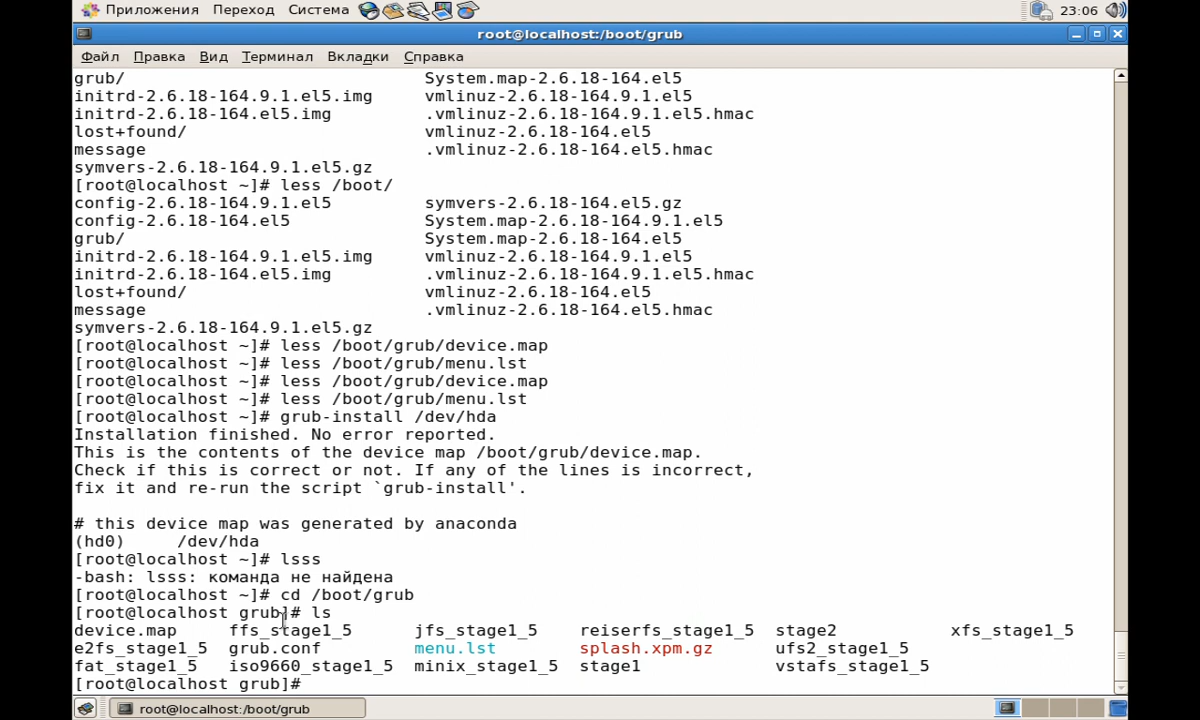 Приложения Переход Система 23:06
root@localhost:/boot/grub
Файл Правка Вид Терминал Вкладки Справка
grub/ System.map-2.6.18-164.el5
initrd-2.6.18-164.9.1.el5.img vmlinuz-2.6.18-164.9.1.el5
initrd-2.6.18-164.el5.img .vmlinuz-2.6.18-164.9.1.el5.hmac
lost+found/ vmlinuz-2.6.18-164.el5
message .vmlinuz-2.6.18-164.el5.hmac
symvers-2.6.18-164.9.1.el5.gz
[root@localhost ~]# less /boot/
config-2.6.18-164.9.1.el5 symvers-2.6.18-164.el5.gz
config-2.6.18-164.el5 System.map-2.6.18-164.9.1.el5
grub/ System.map-2.6.18-164.el5
initrd-2.6.18-164.9.1.el5.img vmlinuz-2.6.18-164.9.1.el5
initrd-2.6.18-164.el5.img .vmlinuz-2.6.18-164.9.1.el5.hmac
lost+found/ vmlinuz-2.6.18-164.el5
message .vmlinuz-2.6.18-164.el5.hmac
symvers-2.6.18-164.9.1.el5.gz
[root@localhost ~]# less /boot/grub/device.map
[root@localhost ~]# less /boot/grub/menu.lst
[root@localhost ~]# less /boot/grub/device.map
[root@localhost ~]# less /boot/grub/menu.lst
[root@localhost ~]# grub-install /dev/hda
Installation finished. No error reported.
This is the contents of the device map /boot/grub/device.map.
Check if this is correct or not. If any of the lines is incorrect,
fix it and re-run the script `grub-install'.
# this device map was generated by anaconda
(hd0) /dev/hda
[root@localhost ~]# lsss
-bash: lsss: команда не найдена
[root@localhost ~]# cd /boot/grub
[root@localhost grub]# ls
device.map ffs_stage1_5 jfs_stage1_5 reiserfs_stage1_5 stage2 xfs_stage1_5
e2fs_stage1_5 grub.conf menu.lst splash.xpm.gz ufs2_stage1_5
fat_stage1_5 iso9660_stage1_5 minix_stage1_5 stage1 vstafs_stage1_5
[root@localhost grub]#
root@localhost:/boot/grub